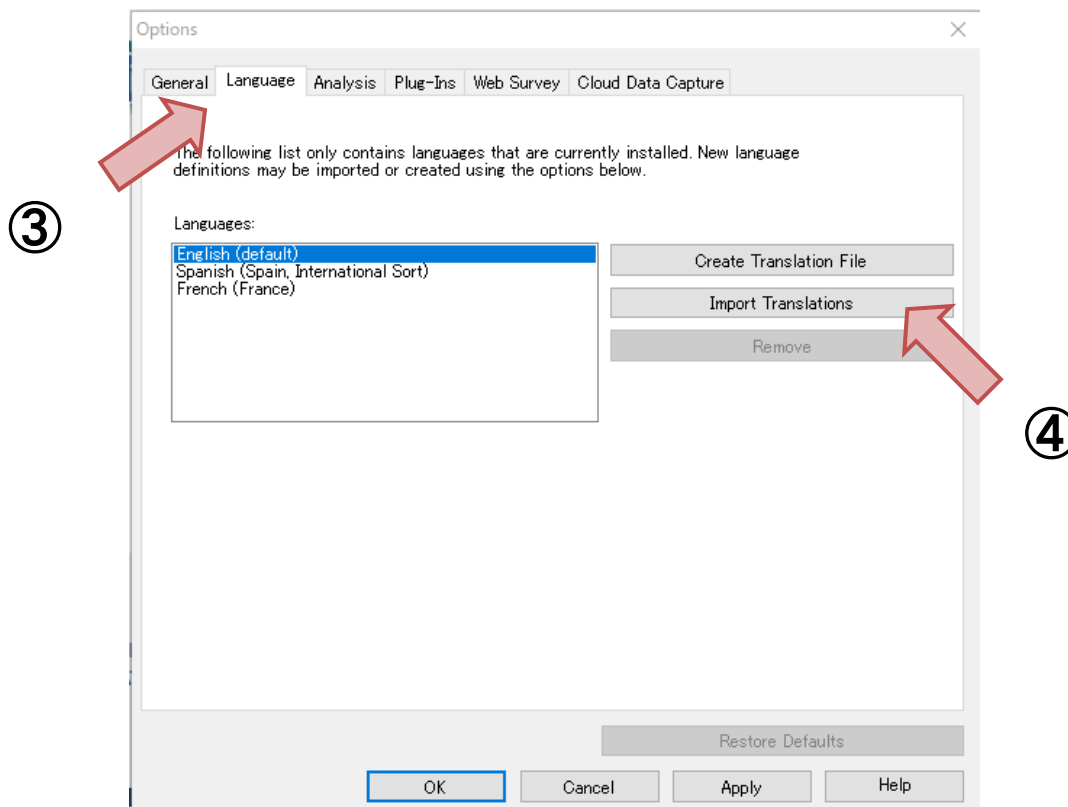 Options
General Language Analysis Plug-Ins Web Survey Cloud Data Capture
The following list only contains languages that are currently installed. New language
definitions may be imported or created using the options below.
③
Languages:
English (default)
Spanish (Spain, International Sort)
French (France)
Create Translation File
Import Translations
Remove
④
Restore Defaults
OK Cancel Apply Help